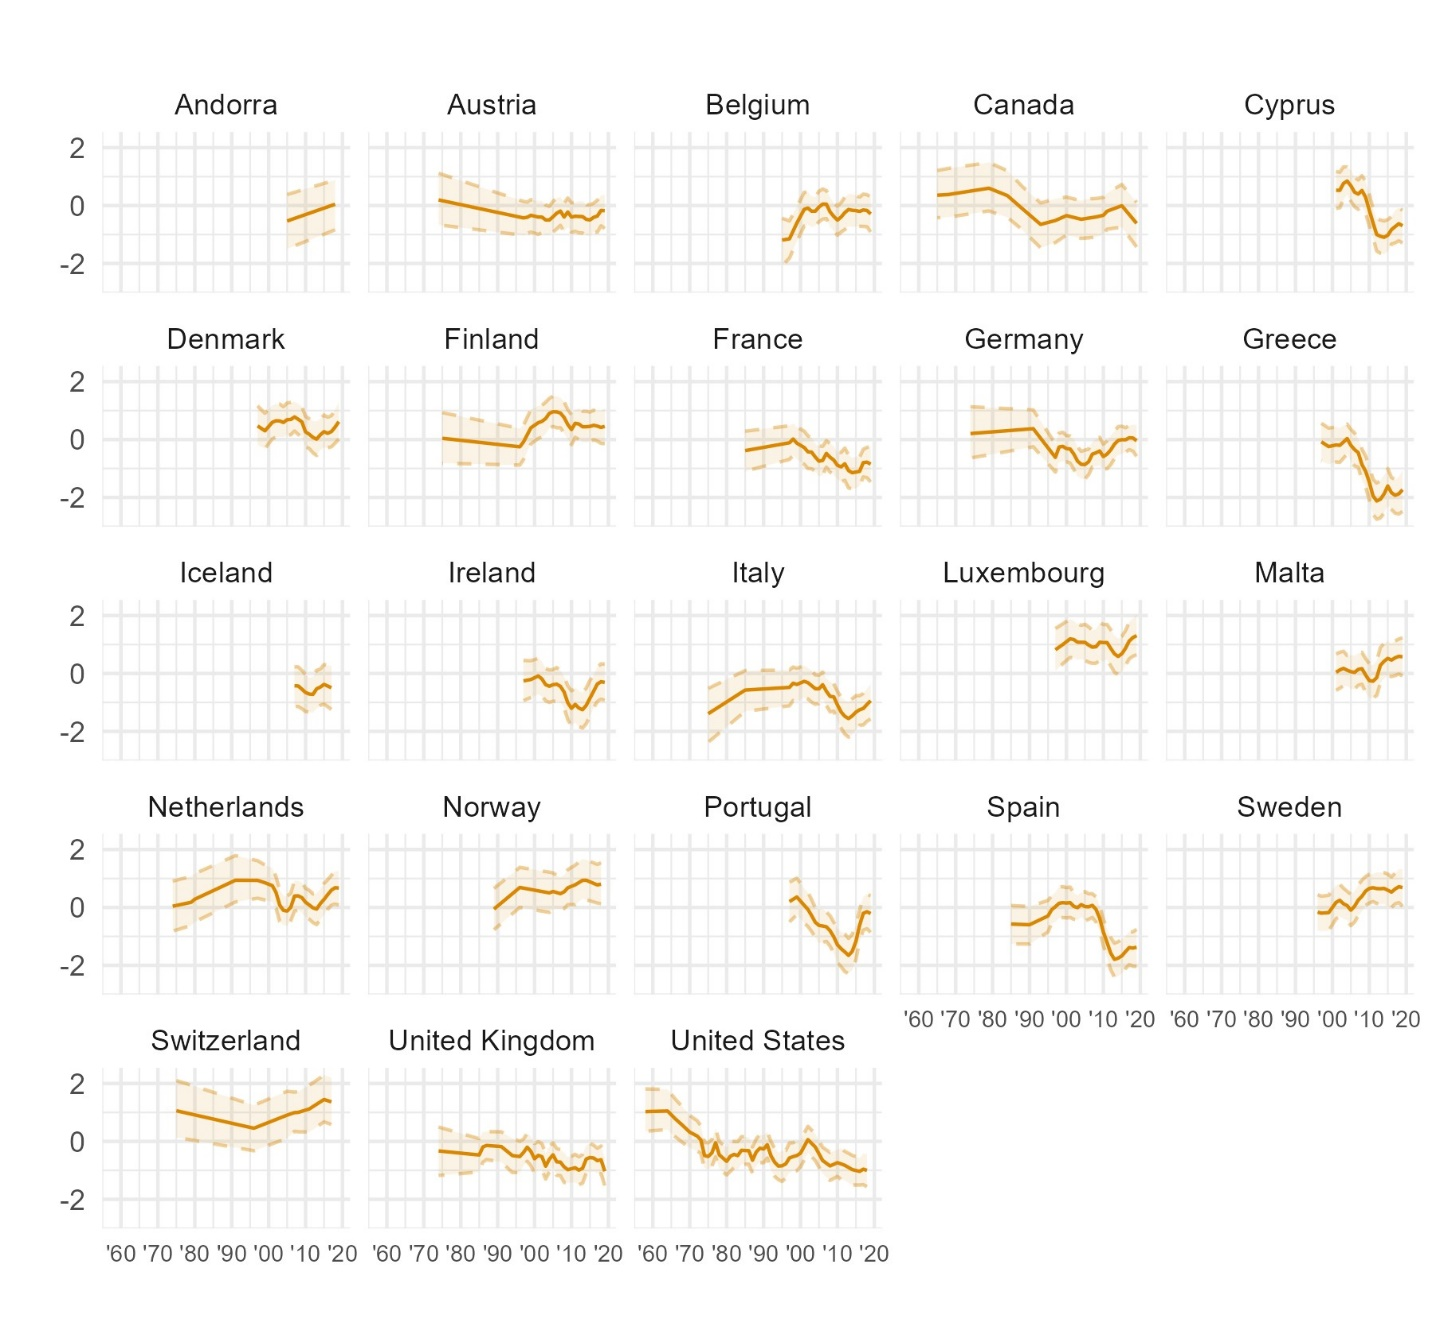 Andorra Austria Belgium Canada Cyprus
2
0
-2
Denmark Finland France Germany Greece
2
0
-2
Iceland Ireland Italy Luxembourg Malta
2
0
-2
Netherlands Norway Portugal Spain Sweden
2
0
-2
'60 '70 '80 '90 '00 '10 '20 '60 '70 '80 '90 '00 '10 '20
Switzerland United Kingdom United States
2
0
-2
'60 '70 '80 '90 '00 '10 '20 '60 '70 '80 '90 '00 '10 '20 '60 '70 '80 '90 '00 '10 '20